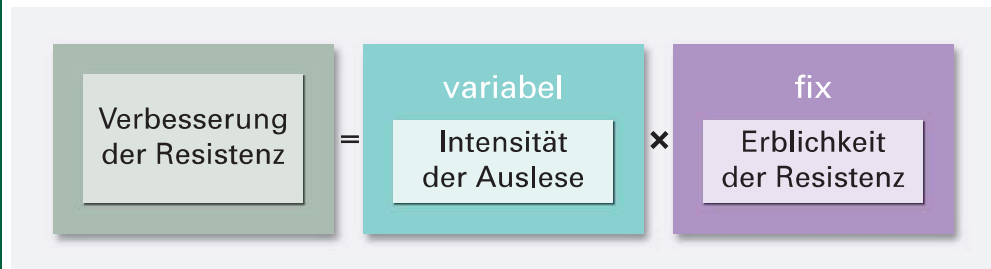 Verbesserung
der Resistenz
=
variabel
Intensität
der Auslese
×
fix
Erblichkeit
der Resistenz